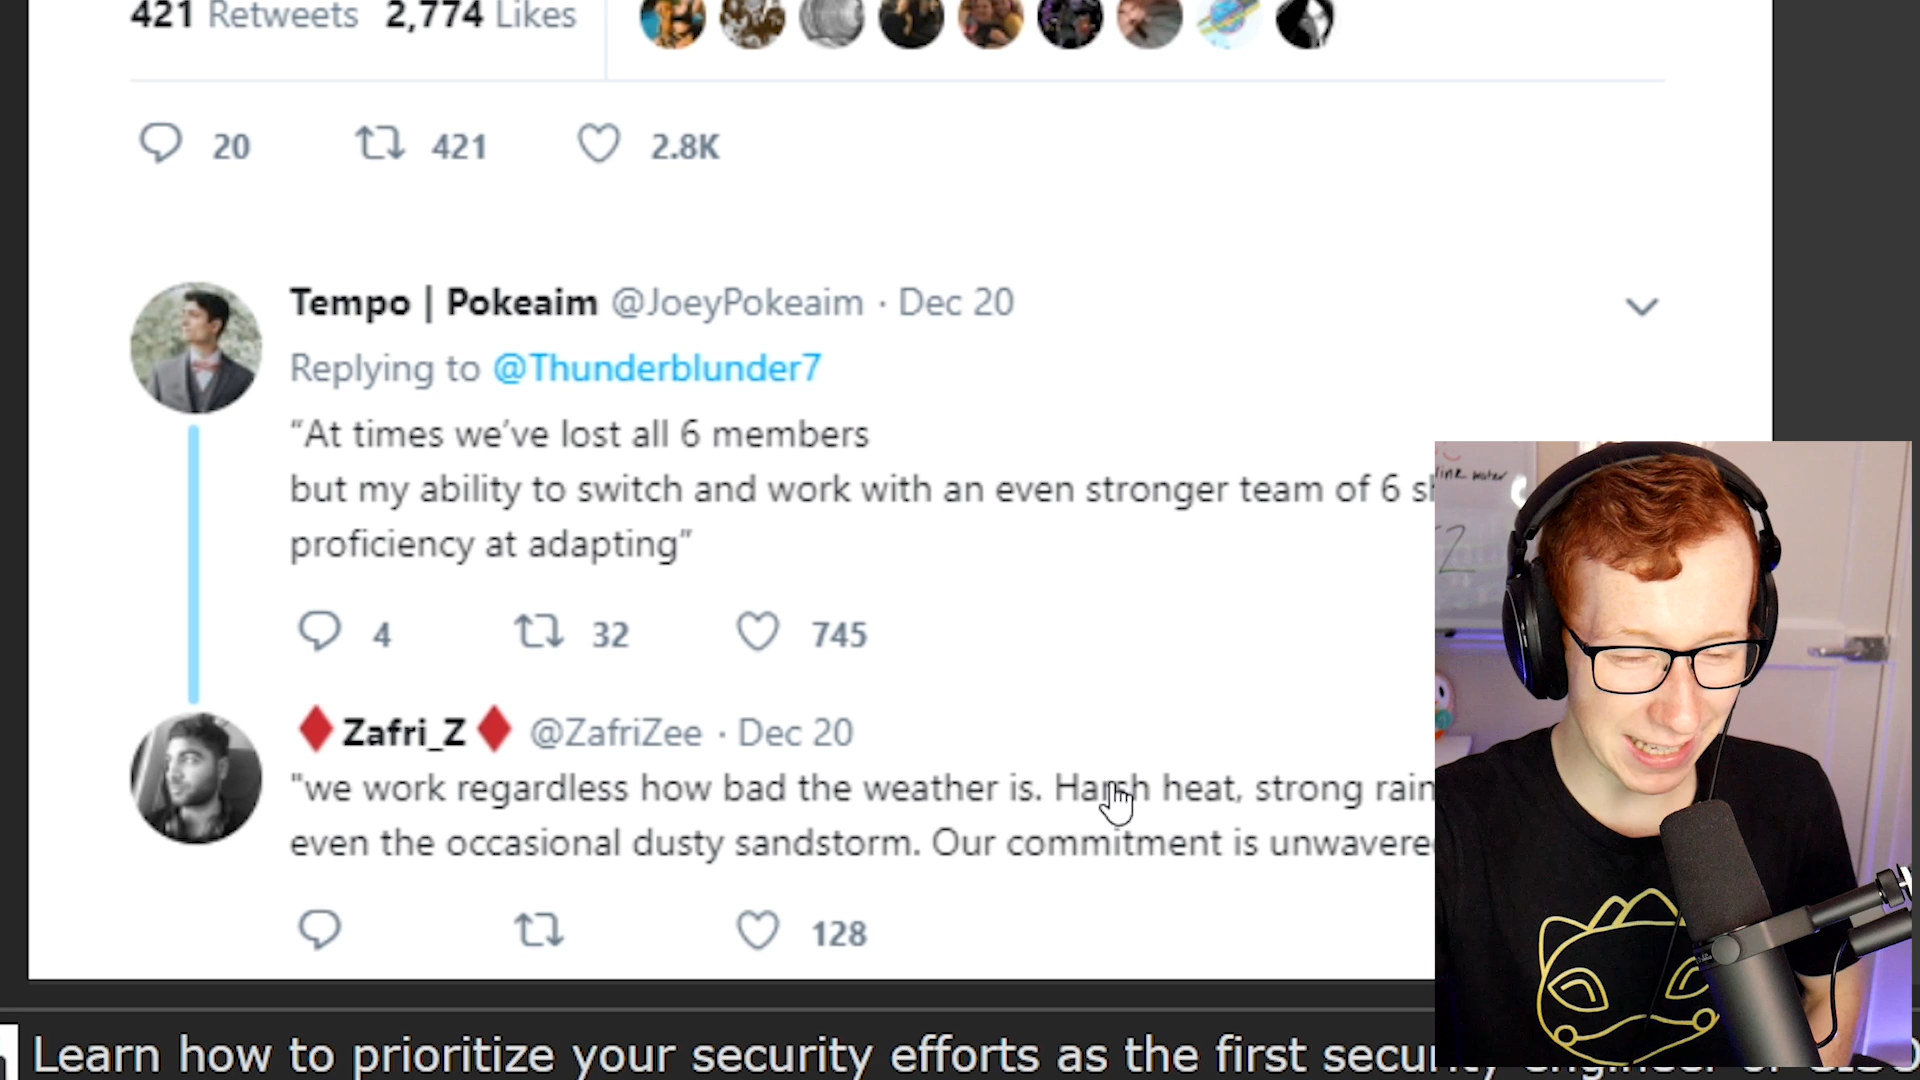 421 Retweets 2,774 Likes
20 421 2.8K
Tempo | Pokeaim @JoeyPokeaim · Dec 20
Replying to @Thunderblunder7
“At times we’ve lost all 6 members
but my ability to switch and work with an even stronger team of 6
proficiency at adapting”
4 32 745
Zafri_Z @ZafriZee · Dec 20
"we work regardless how bad the weather is. Harsh heat, strong rain
even the occasional dusty sandstorm. Our commitment is unwavere
128
water
Learn how to prioritize your security efforts as the first security engineer or